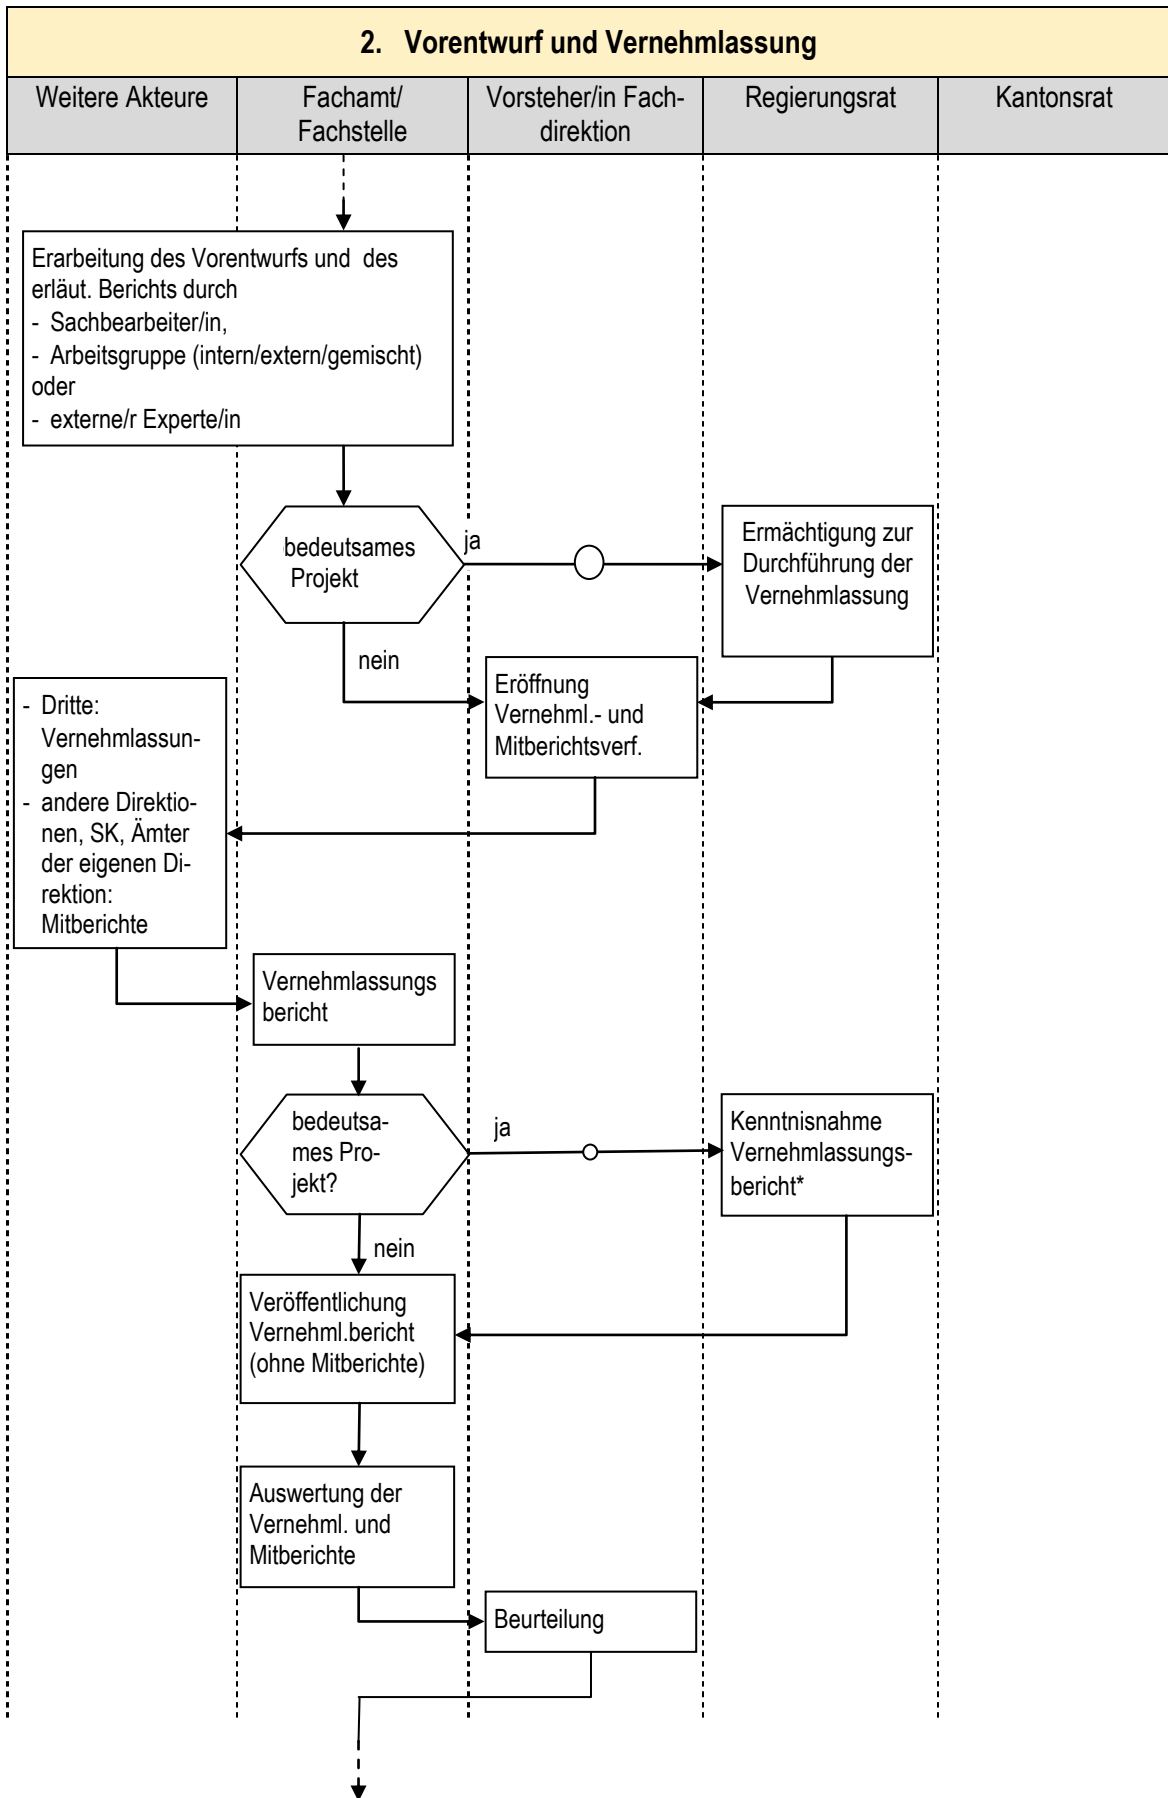 2. Vorentwurf und Vernehmlassung
Weitere Akteure
Fachamt/
Fachstelle
Vorsteher/in Fach-
direktion
Regierungsrat
Kantonsrat
Erarbeitung des Vorentwurfs und des
erläut. Berichts durch
- Sachbearbeiter/in,
- Arbeitsgruppe (intern/extern/gemischt)
oder
- externe/r Experte/in
bedeutsames
Projekt
ja
Ermächtigung zur
Durchführung der
Vernehmlassung
nein
Eröffnung
Vernehml.- und
Mitberichtsverf.
- Dritte:
Vernehmlassun-
gen
- andere Direktio-
nen, SK, Ämter
der eigenen Di-
rektion:
Mitberichte
Vernehmlassungs
bericht
bedeutsa-
mes Pro-
jekt?
ja
Kenntnisnahme
Vernehmlassungs-
bericht*
nein
Veröffentlichung
Vernehml.bericht
(ohne Mitberichte)
Auswertung der
Vernehml. und
Mitberichte
Beurteilung